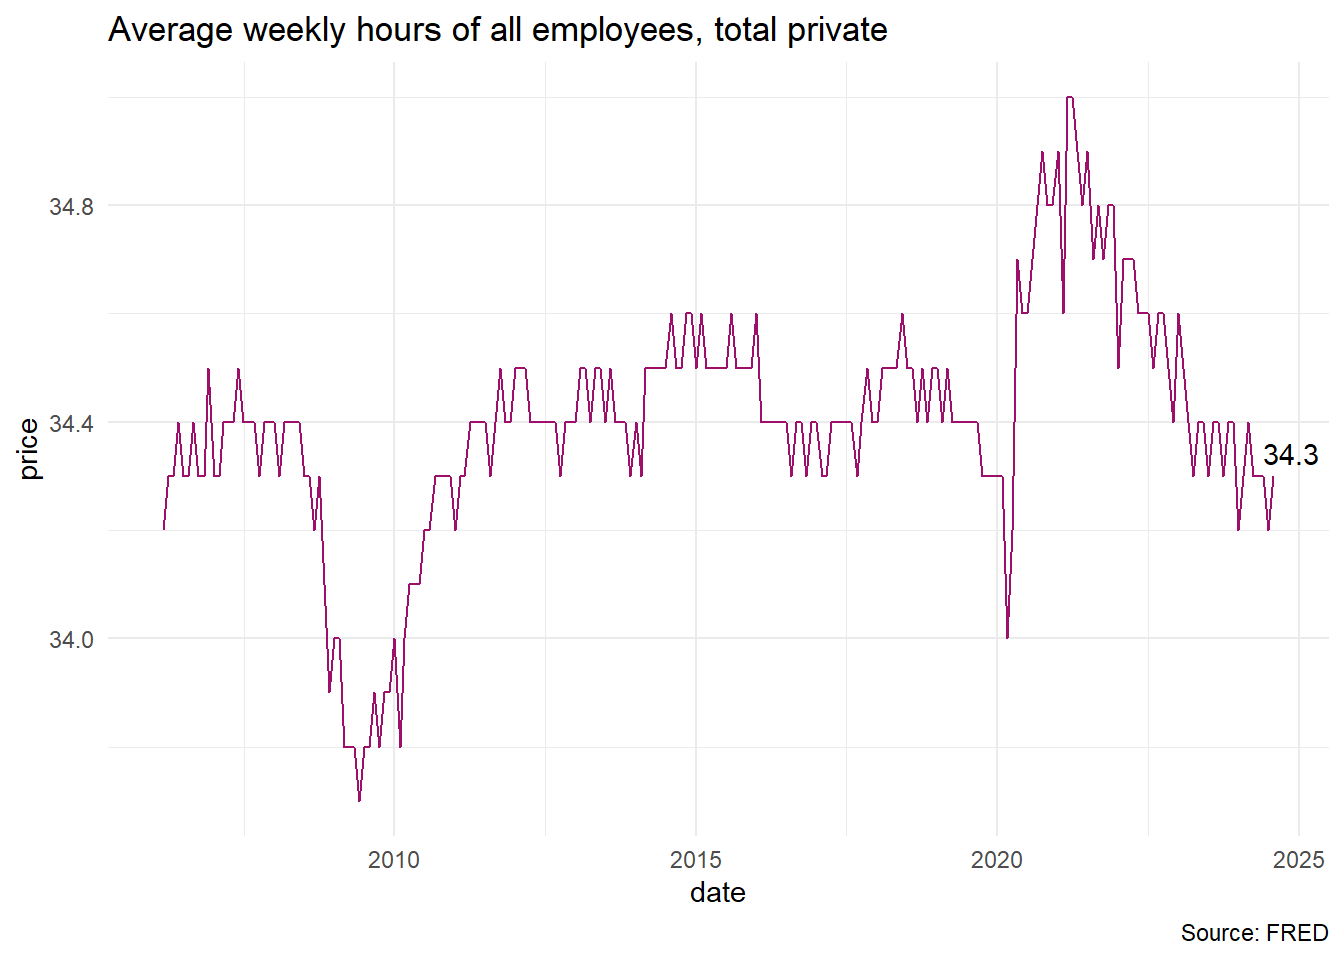 Average weekly hours of all employees, total private
34.8
34.4
34.0
price
34.3
2010
2015
2020
2025
date
Source: FRED